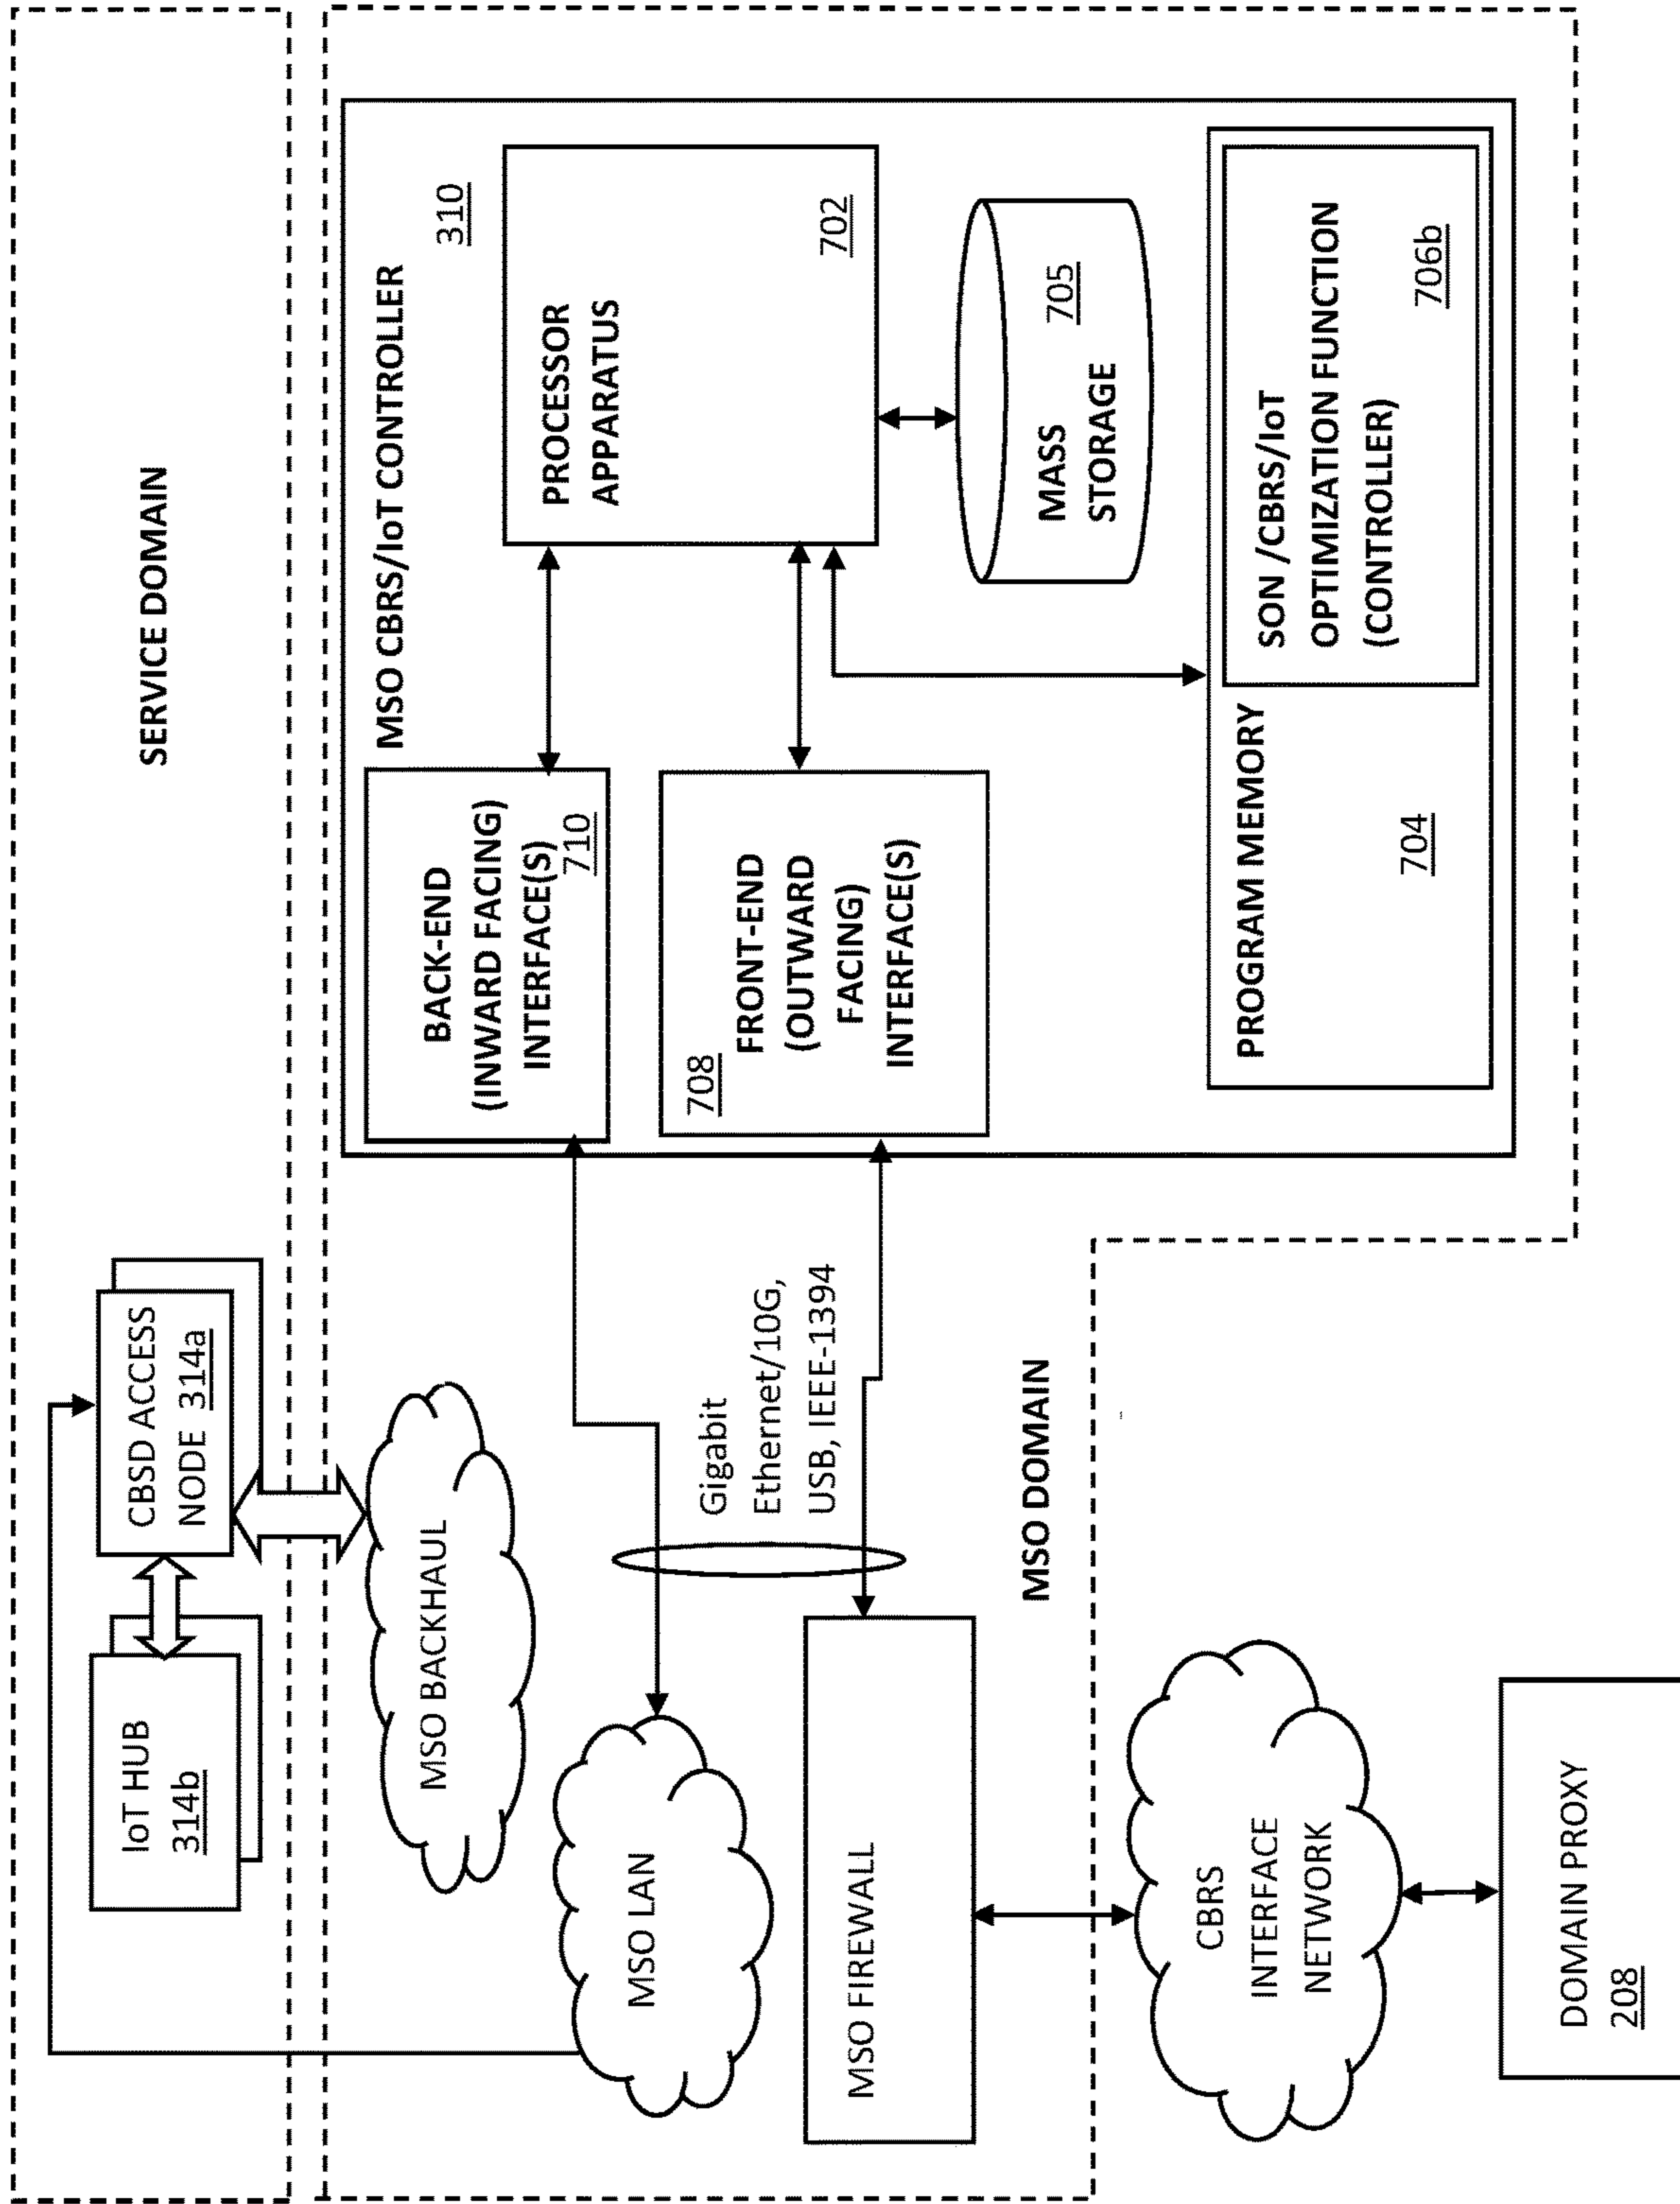 SERVICE DOMAIN
IoT HUB
314b
CBSD ACCESS
NODE 314a
MSO BACKHAUL
MSO LAN
MSO FIREWALL
Gigabit
Ethernet/10G,
USB, IEEE-1394
MSO DOMAIN
CBRS
INTERFACE
NETWORK
DOMAIN PROXY
208
MSO CBRS/IoT CONTROLLER
310
BACK-END
(INWARD FACING)
INTERFACE(S)
710
708
FRONT-END
(OUTWARD
FACING)
INTERFACE(S)
PROCESSOR
APPARATUS
702
MASS
STORAGE
705
PROGRAM MEMORY
704
SON /CBRS/IoT
OPTIMIZATION FUNCTION
(CONTROLLER)
706b